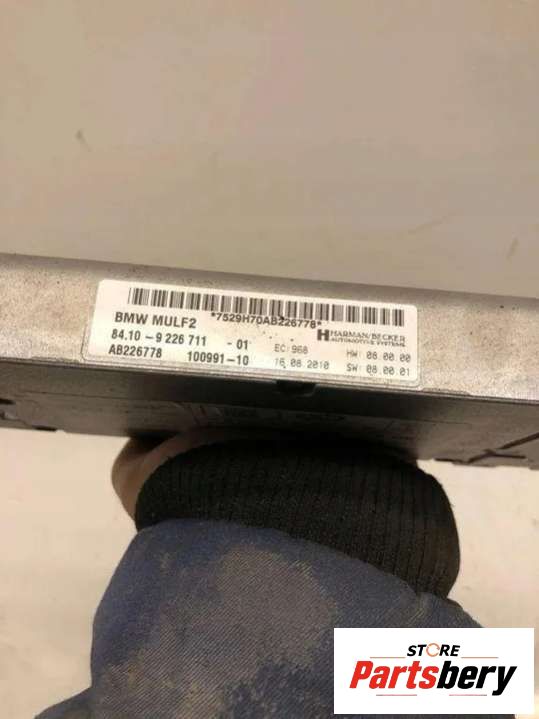 *7529H70AB226778*
BMW MULF2
84.10-9 226 711 -01
AB226778 100991-10
EC:968
16.08.2010
HARMAN/BECKER
AUTOMOTIVE SYSTEMS
HW: 08.00.00
SW: 08.00.01
STORE
Partsbery